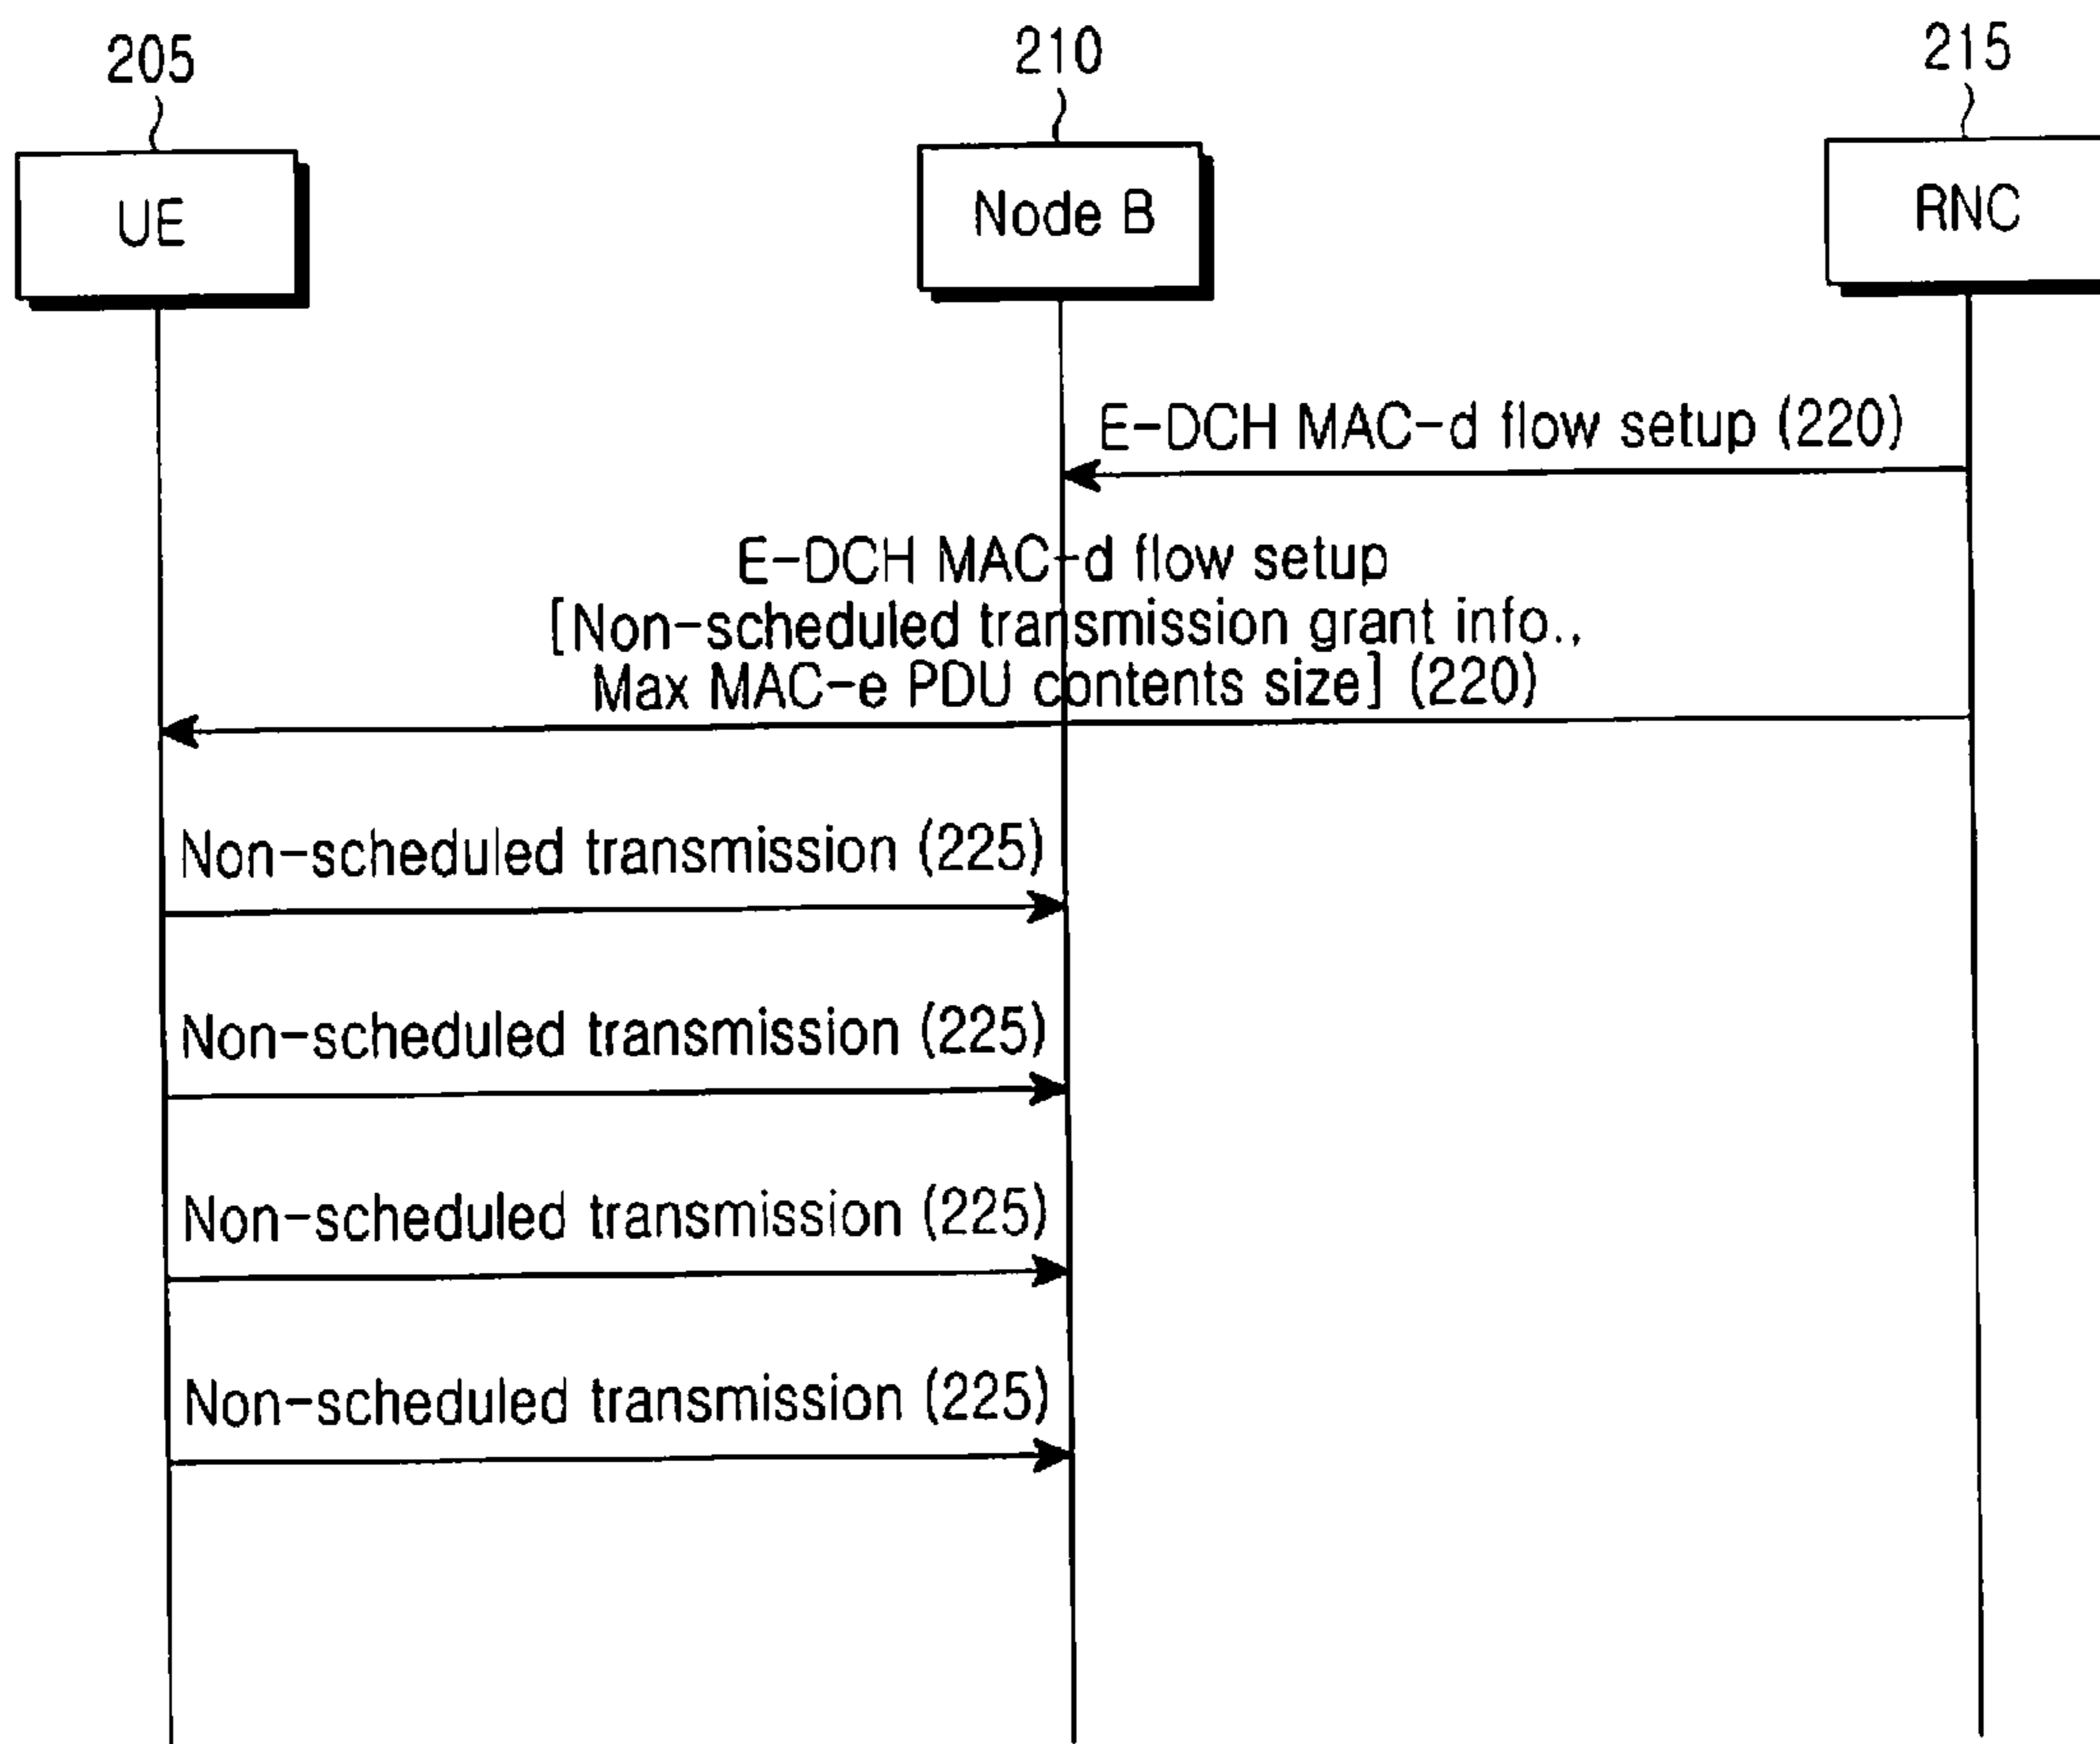 205
210
215
UE
Node B
RNC
E-DCH MAC-d flow setup (220)
E-DCH MAC-d flow setup
[Non-scheduled transmission grant info.,
Max MAC-e PDU contents size] (220)
Non-scheduled transmission (225)
Non-scheduled transmission (225)
Non-scheduled transmission (225)
Non-scheduled transmission (225)